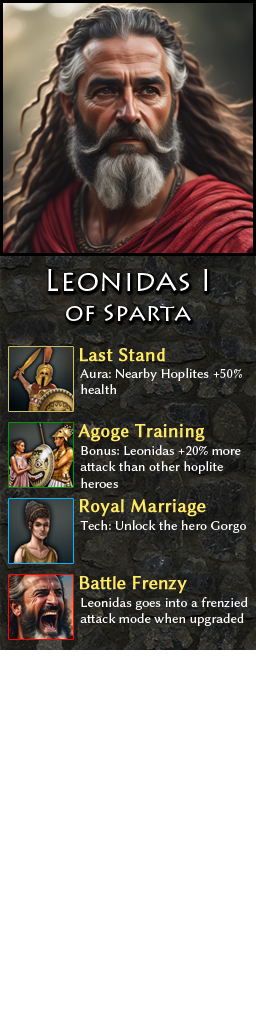 Leonidas I
of Sparta
Last Stand
Aura: Nearby Hoplites +50%
health
Agoge Training
Bonus: Leonidas +20% more
attack than other hoplite
heroes
Royal Marriage
Tech: Unlock the hero Gorgo
Battle Frenzy
Leonidas goes into a frenzied
attack mode when upgraded